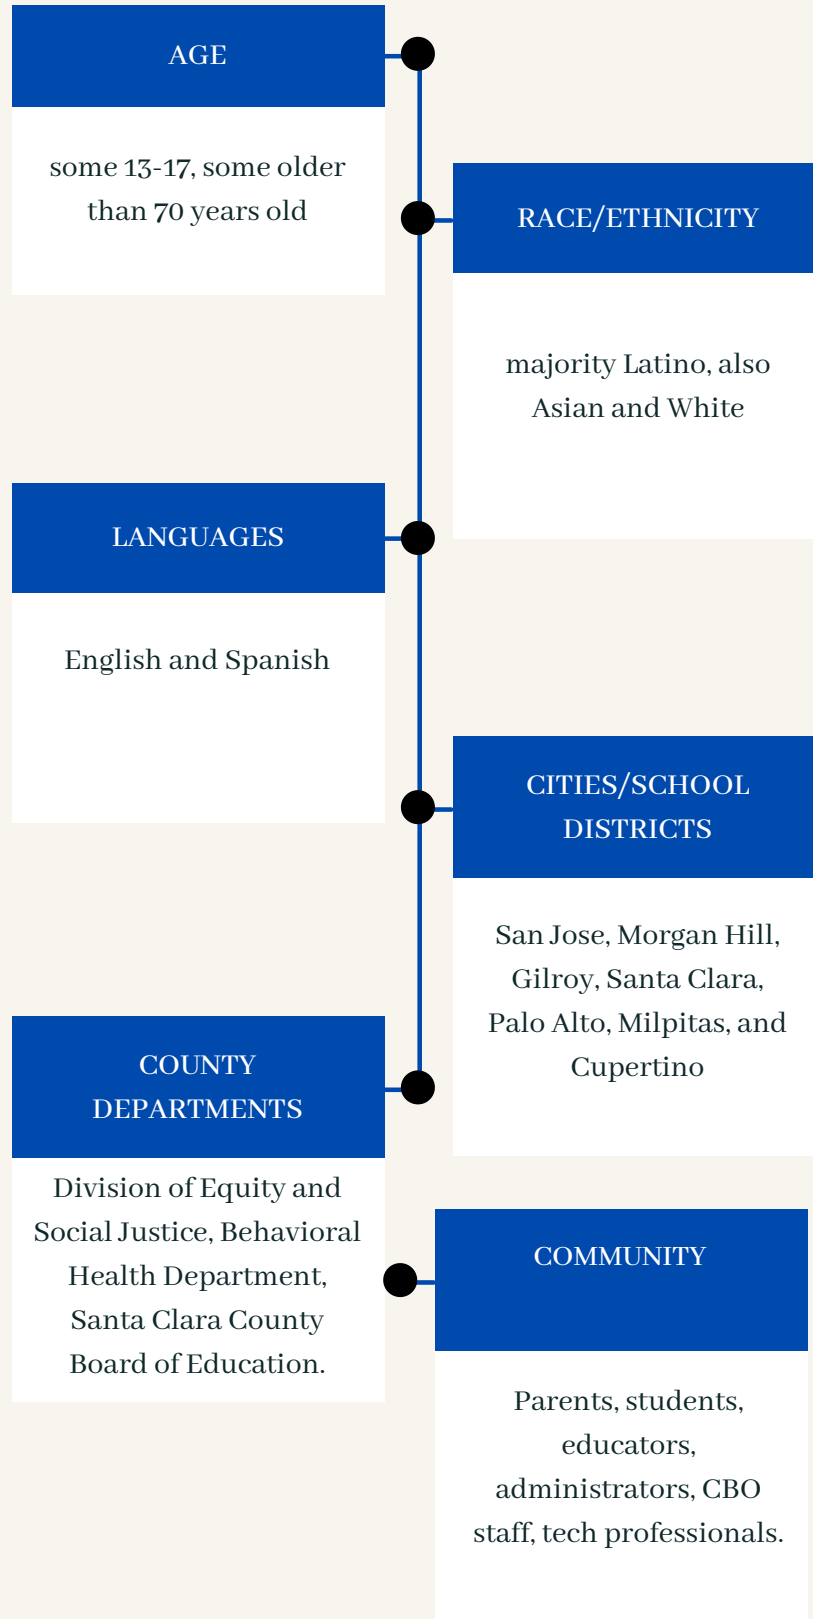 AGE
some 13-17, some older
than 70 years old
RACE/ETHNICITY
majority Latino, also
Asian and White
LANGUAGES
English and Spanish
CITIES/SCHOOL
DISTRICTS
San Jose, Morgan Hill,
Gilroy, Santa Clara,
Palo Alto, Milpitas, and
Cupertino
COUNTY
DEPARTMENTS
Division of Equity and
Social Justice, Behavioral
Health Department,
Santa Clara County
Board of Education.
COMMUNITY
Parents, students,
educators,
administrators, CBO
staff, tech professionals.